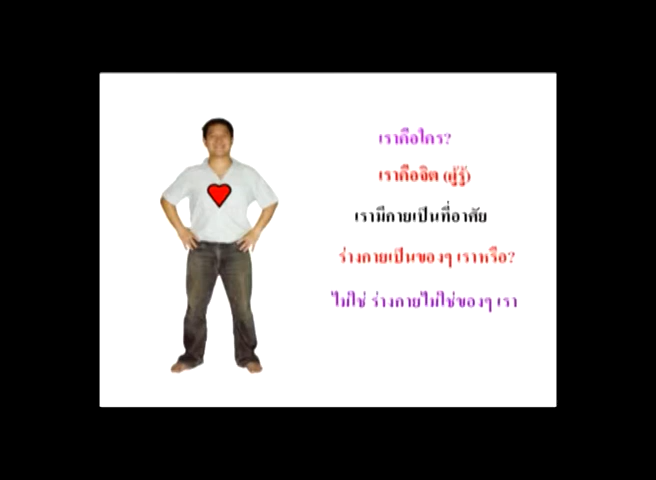 เราคือใคร?
เราคือจิต (ผู้รู้)
เรามีกายเป็นที่อาศัย
ร่างกายเป็นของๆ เราหรือ?
ไม่ใช่ ร่างกายไม่ใช่ของๆ เรา